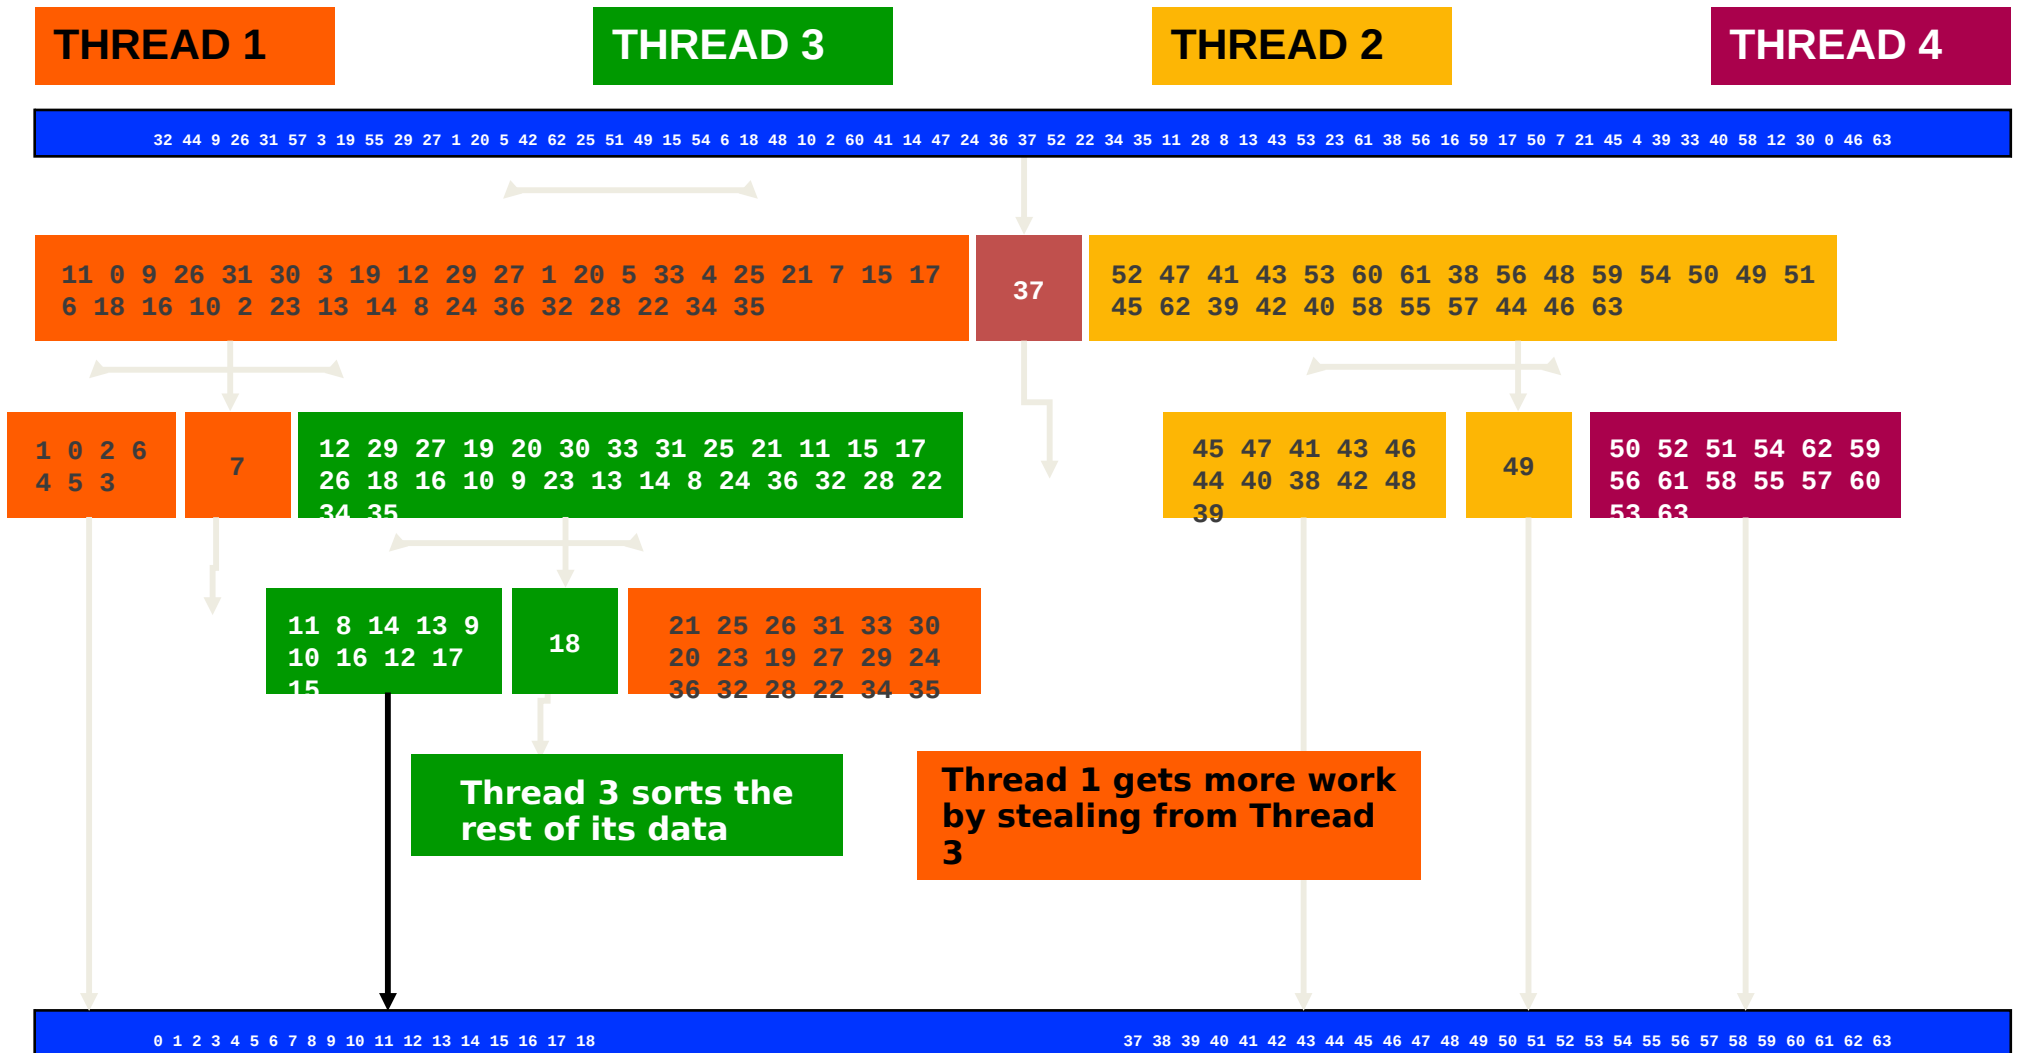 THREAD 1
THREAD 3
THREAD 2
THREAD 4
32 44 9 26 31 57 3 19 55 29 27 1 20 5 42 62 25 51 49 15 54 6 18 48 10 2 60 41 14 47 24 36 37 52 22 34 35 11 28 8 13 43 53 23 61 38 56 16 59 17 50 7 21 45 4 39 33 40 58 12 30 0 46 63
11 0 9 26 31 30 3 19 12 29 27 1 20 5 33 4 25 21 7 15 17
6 18 16 10 2 23 13 14 8 24 36 32 28 22 34 35
37
52 47 41 43 53 60 61 38 56 48 59 54 50 49 51
45 62 39 42 40 58 55 57 44 46 63
1 0 2 6
4 5 3
7
12 29 27 19 20 30 33 31 25 21 11 15 17
26 18 16 10 9 23 13 14 8 24 36 32 28 22
34 35
45 47 41 43 46
44 40 38 42 48
39
49
50 52 51 54 62 59
56 61 58 55 57 60
53 63
11 8 14 13 9
10 16 12 17
15
18
21 25 26 31 33 30
20 23 19 27 29 24
36 32 28 22 34 35
Thread 3 sorts the
rest of its data
Thread 1 gets more work
by stealing from Thread
3
0 1 2 3 4 5 6 7 8 9 10 11 12 13 14 15 16 17 18
37 38 39 40 41 42 43 44 45 46 47 48 49 50 51 52 53 54 55 56 57 58 59 60 61 62 63